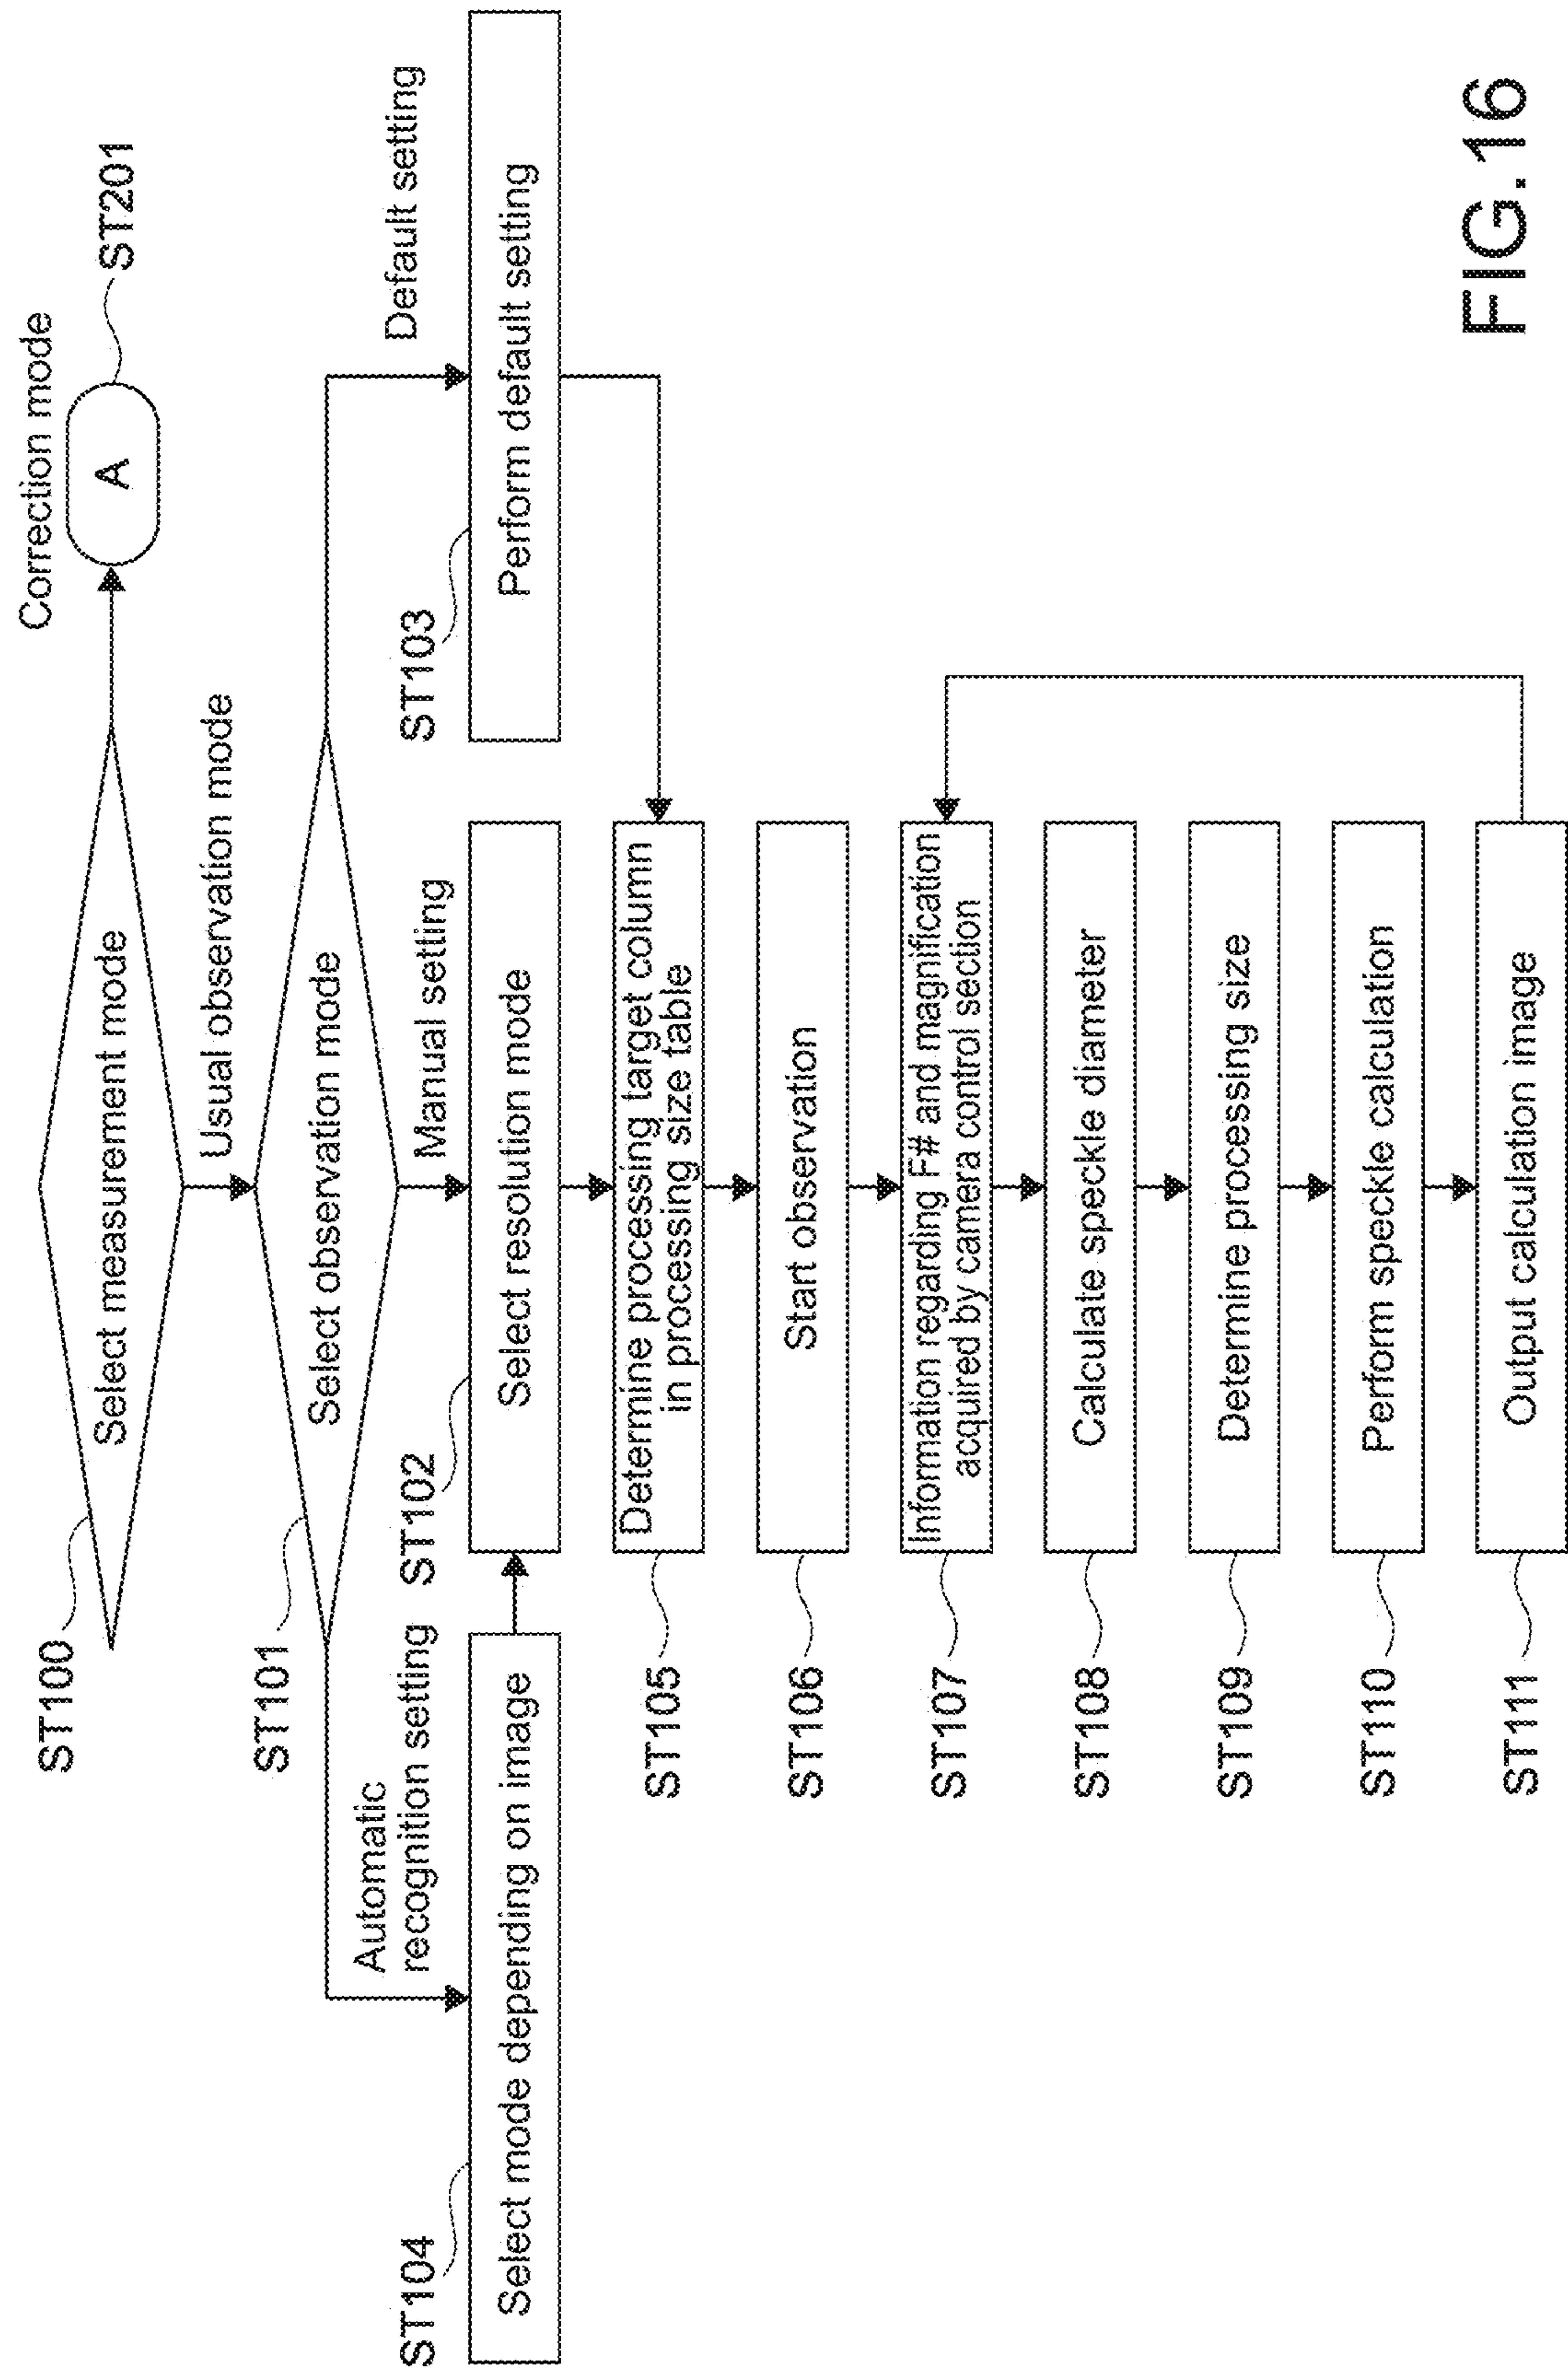 ST100
Select measurement mode
Correction mode
A
ST201
Usual observation mode
ST101
Select observation mode
Automatic
recognition setting
Manual setting
Default setting
ST104
Select mode depending on image
ST102
Select resolution mode
ST103
Perform default setting
ST105
Determine processing target column
in processing size table
ST106
Start observation
ST107
Information regarding F# and magnification
acquired by camera control section
ST108
Calculate speckle diameter
ST109
Determine processing size
ST110
Perform speckle calculation
ST111
Output calculation image
FIG.16